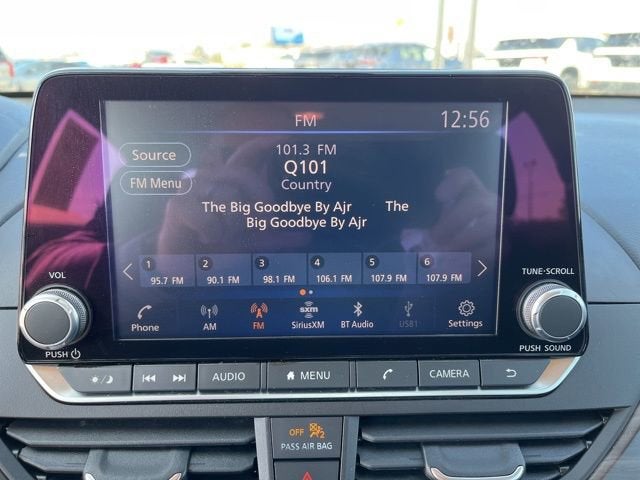 FM
12:56
Source
FM Menu
101.3 FM
Q101
Country
The Big Goodbye By Ajr The
Big Goodbye By Ajr
1 2 3 4 5 6
95.7 FM 90.1 FM 98.1 FM 106.1 FM 107.9 FM 107.9 FM
Phone AM FM SiriusXM BT Audio USB1 Settings
sxm
VOL
PUSH
TUNE·SCROLL
PUSH SOUND
AUDIO MENU CAMERA
OFF
PASS AIR BAG